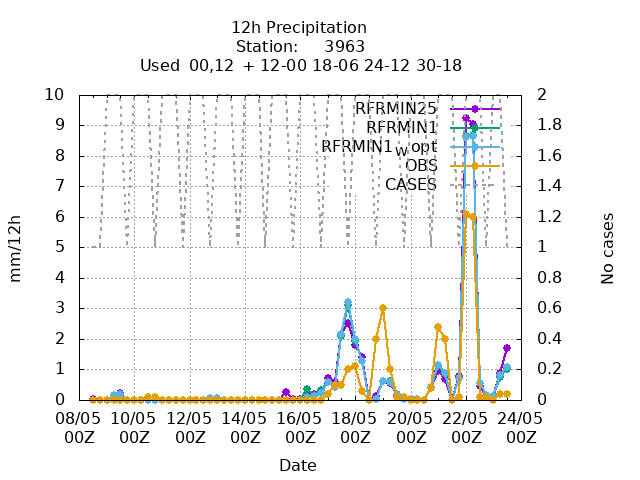 12h Precipitation
Station: 3963
Used 00,12 + 12-00 18-06 24-12 30-18
10 2
9 1.8
8 1.6
7 1.4
6 1.2
5 1
4 0.8
3 0.6
2 0.4
1 0.2
0 0
mm/12h
No cases
RFRMIN25
RFRMIN1
RFRMIN1wopt
OBS
CASES
08/05 10/05 12/05 14/05 16/05 18/05 20/05 22/05 24/05
00Z 00Z 00Z 00Z 00Z 00Z 00Z 00Z 00Z
Date